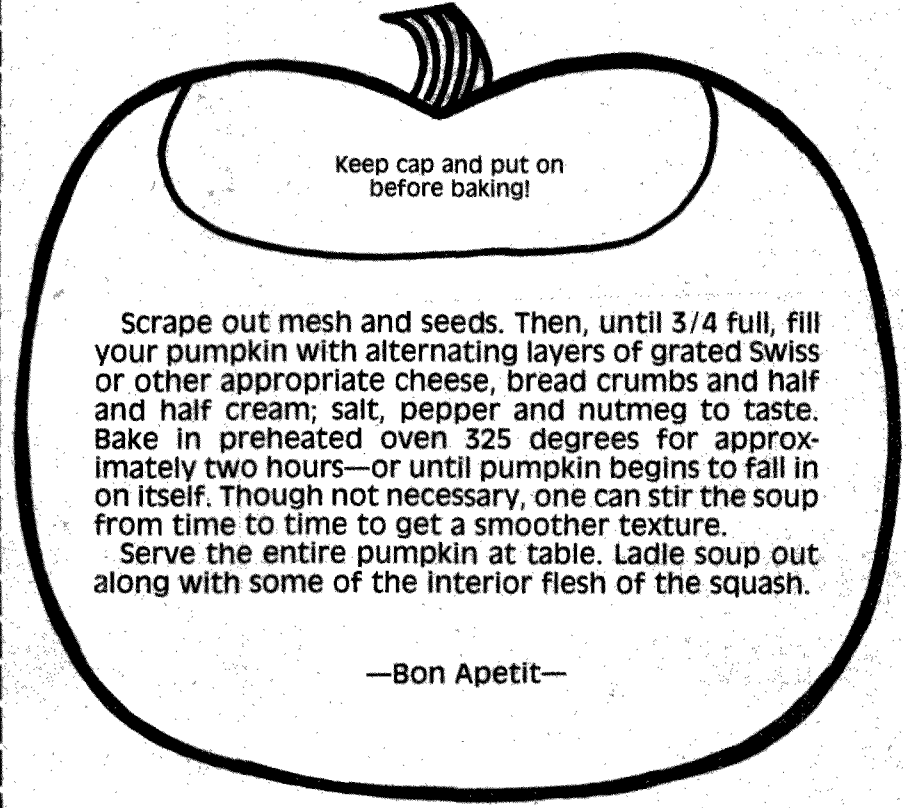 Keep cap and put on
before baking!
Scrape out mesh and seeds. Then, until 3/4 full, fill
your pumpkin with alternating layers of grated Swiss
or other appropriate cheese, bread crumbs and half
and half cream; salt, pepper and nutmeg to taste.
Bake in preheated oven 325 degrees for approx-
imately two hours—or until pumpkin begins to fall in
on itself. Though not necessary, one can stir the soup
from time to time to get a smoother texture.
Serve the entire pumpkin at table. Ladle soup out
along with some of the interior flesh of the squash.
—Bon Apetit—